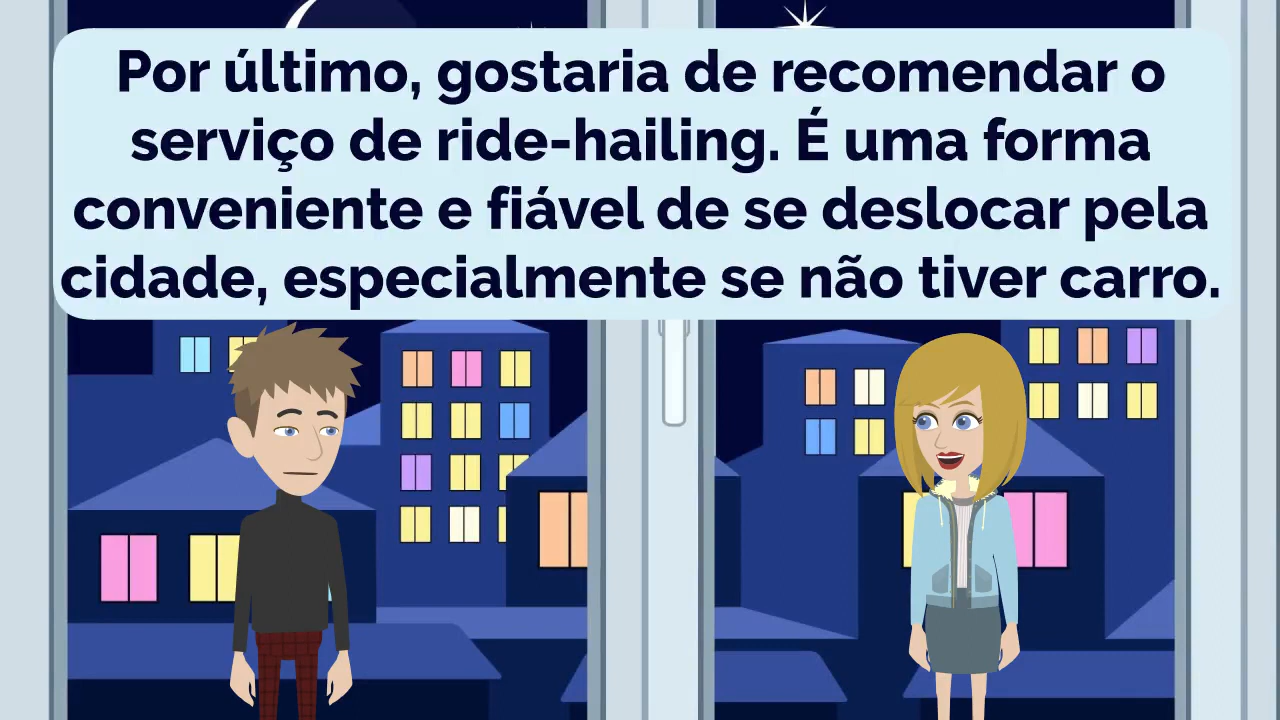 Por último, gostaria de recomendar o
serviço de ride-hailing. É uma forma
conveniente e fiável de se deslocar pela
cidade, especialmente se não tiver carro.